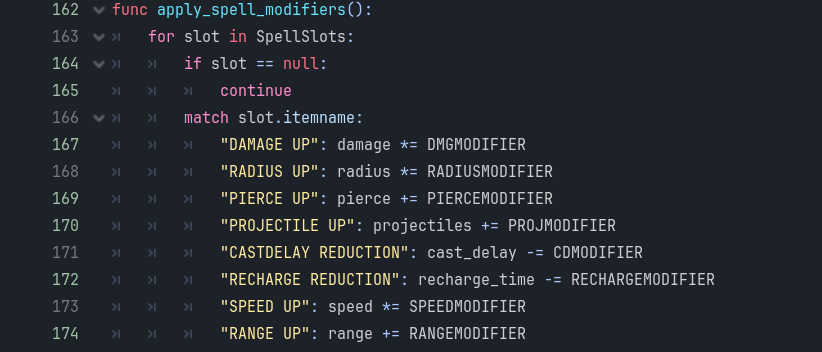 162 func apply_spell_modifiers():
163 for slot in SpellSlots:
164 if slot == null:
165 continue
166 match slot.itemname:
167 "DAMAGE UP": damage *= DMGMODIFIER
168 "RADIUS UP": radius *= RADIUSMODIFIER
169 "PIERCE UP": pierce += PIERCEMODIFIER
170 "PROJECTILE UP": projectiles += PROJMODIFIER
171 "CASTDELAY REDUCTION": cast_delay -= CDMODIFIER
172 "RECHARGE REDUCTION": recharge_time -= RECHARGEMODIFIER
173 "SPEED UP": speed *= SPEEDMODIFIER
174 "RANGE UP": range += RANGEMODIFIER